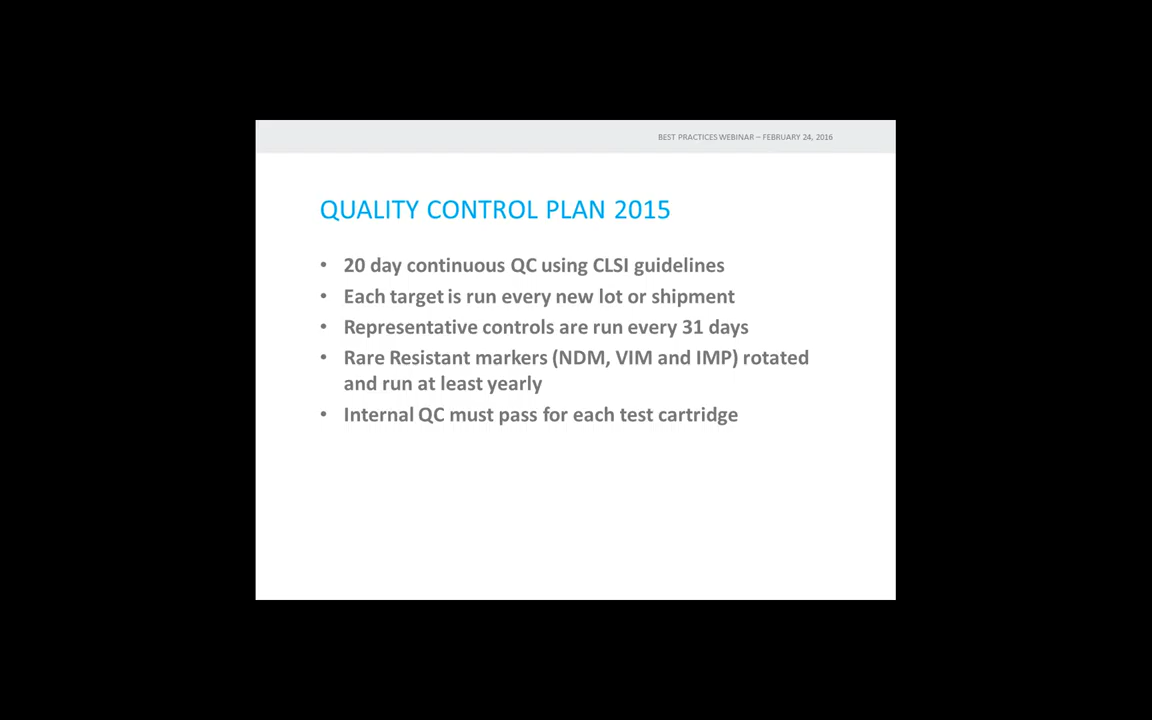 BEST PRACTICES WEBINAR – FEBRUARY 24, 2016
QUALITY CONTROL PLAN 2015
• 20 day continuous QC using CLSI guidelines
• Each target is run every new lot or shipment
• Representative controls are run every 31 days
• Rare Resistant markers (NDM, VIM and IMP) rotated
and run at least yearly
• Internal QC must pass for each test cartridge